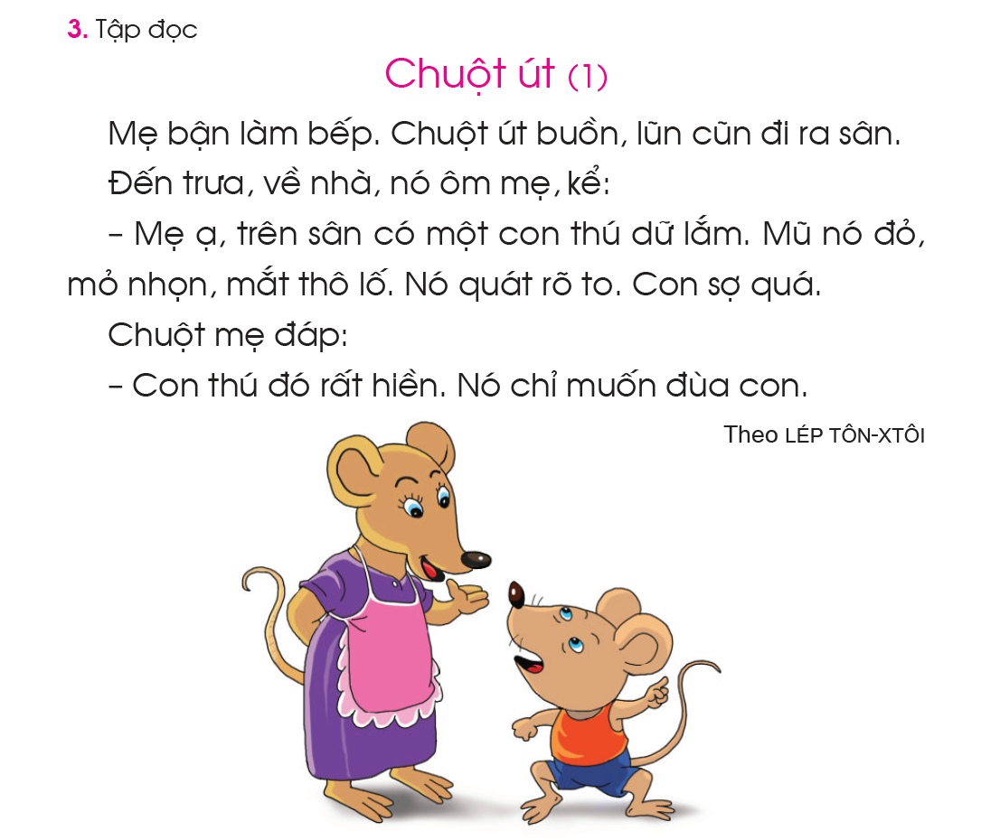 3. Tập đọc
Chuột út (1)
Mẹ bận làm bếp. Chuột út buồn, lũn cũn đi ra sân.
Đến trưa, về nhà, nó ôm mẹ, kể:
– Mẹ ạ, trên sân có một con thú dữ lắm. Mũ nó đỏ,
mỏ nhọn, mắt thô lố. Nó quát rõ to. Con sợ quá.
Chuột mẹ đáp:
– Con thú đó rất hiền. Nó chỉ muốn đùa con.
Theo LÉP TÔN-XTÔI